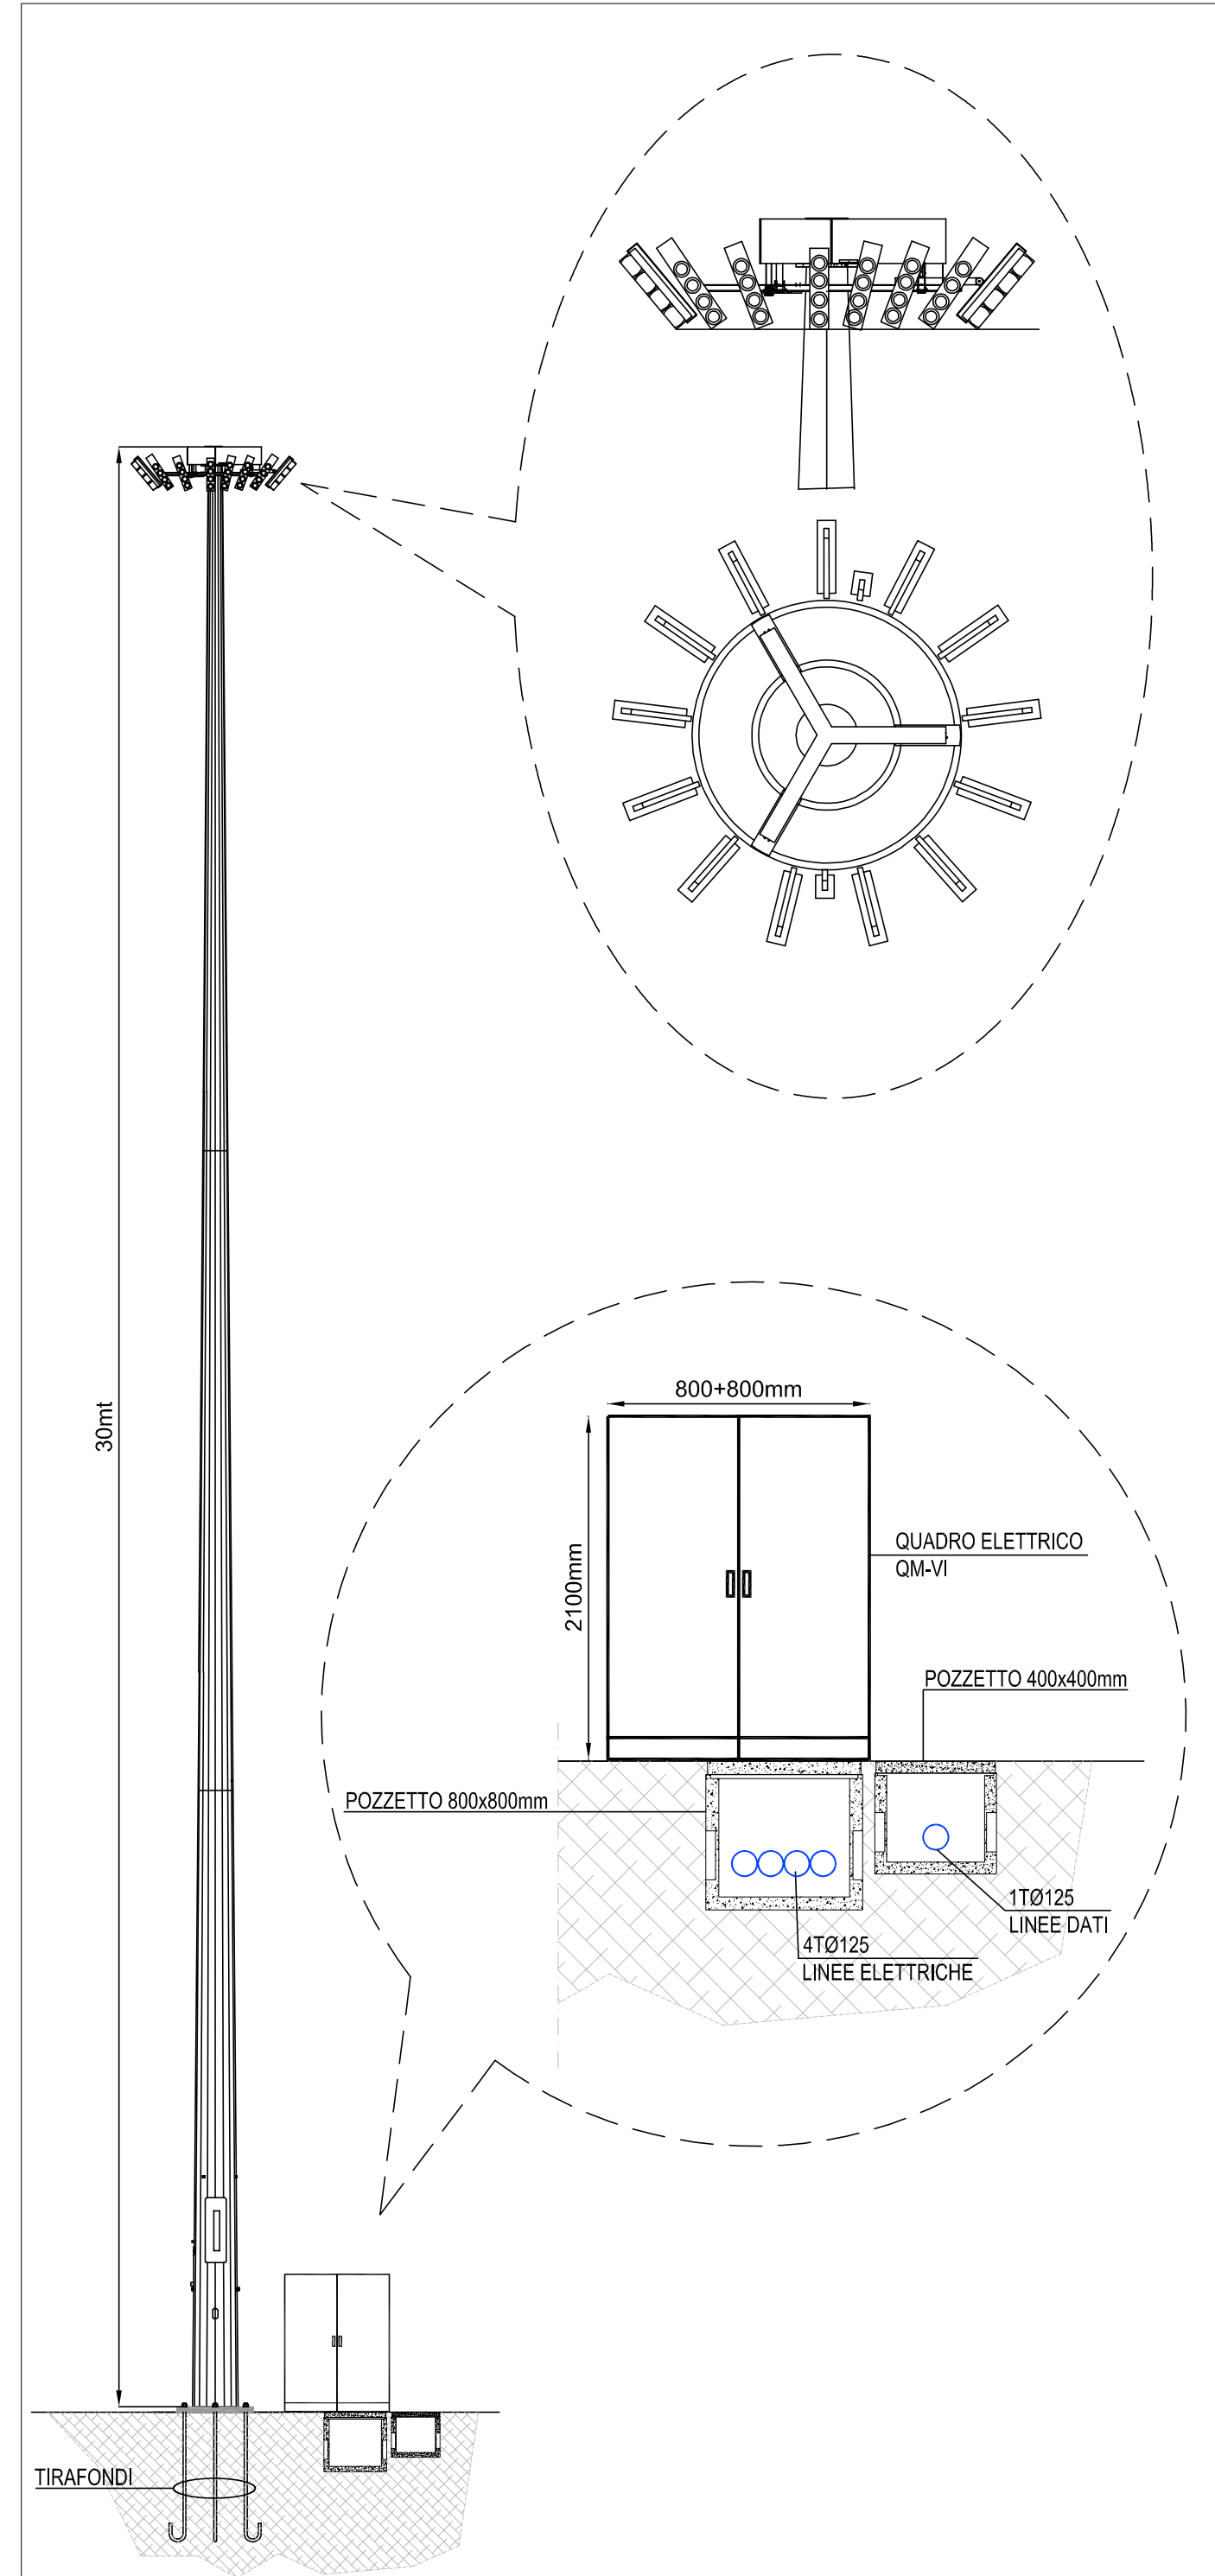 30mt
800+800mm
2100mm
QUADRO ELETTRICO
QM-VI
POZZETTO 400x400mm
POZZETTO 800x800mm
1TØ125
LINEE DATI
4TØ125
LINEE ELETTRICHE
TIRAFONDI